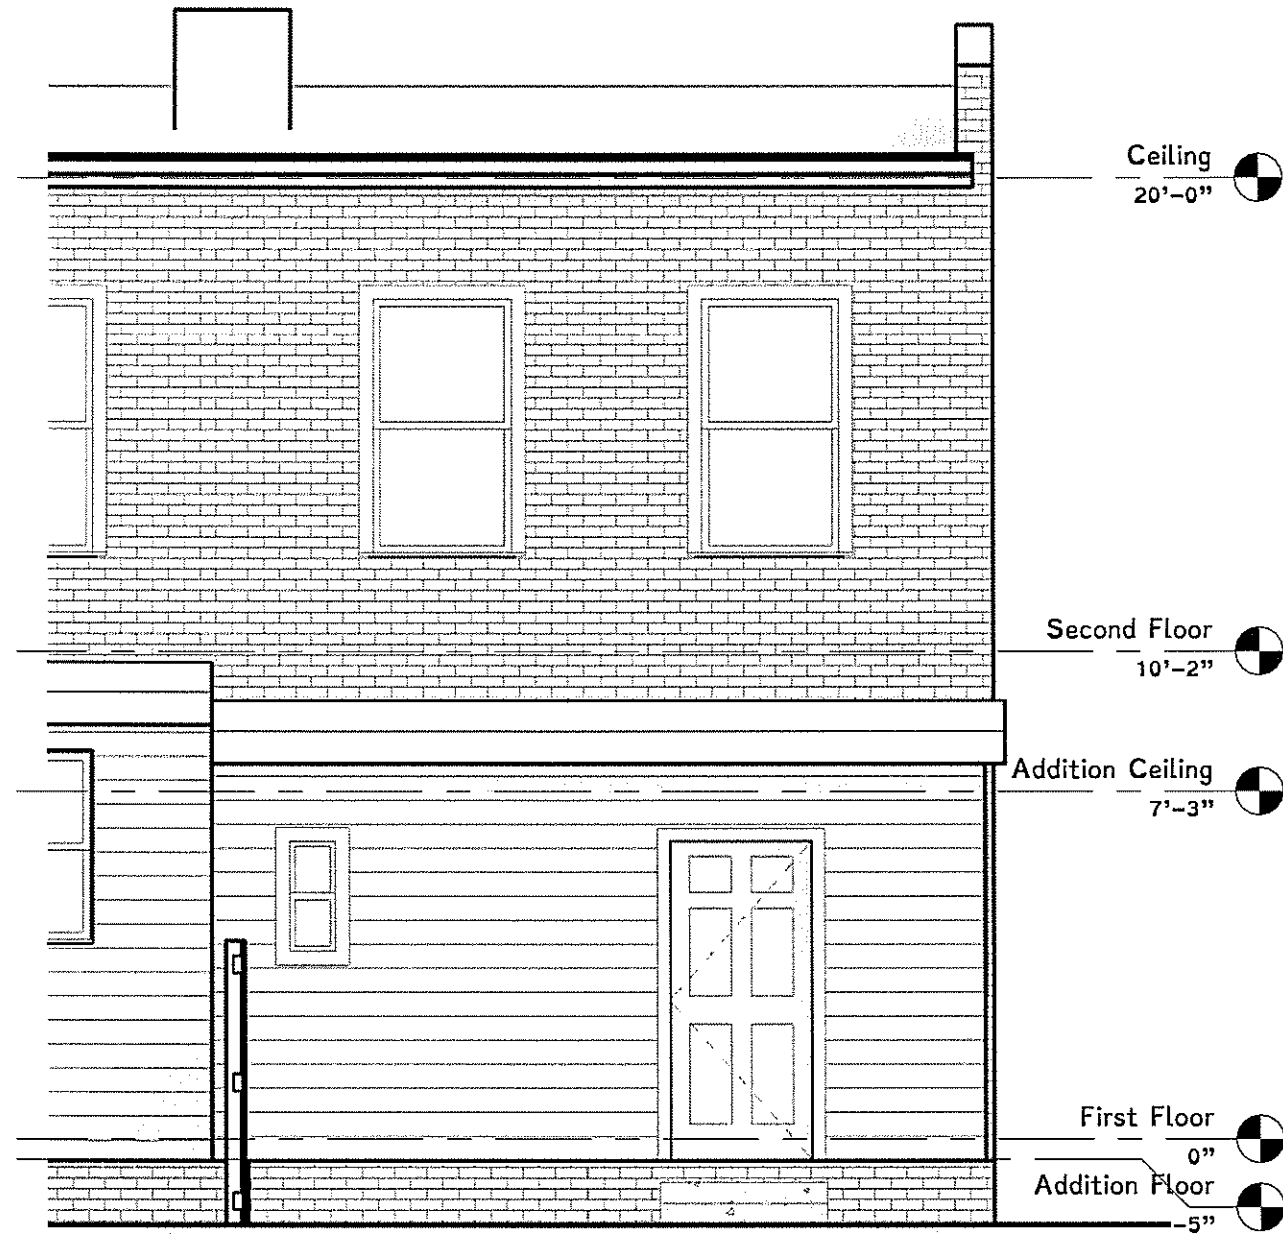 Ceiling
20'-0"
Second Floor
10'-2"
Addition Ceiling
7'-3"
First Floor
0"
Addition Floor
-5"